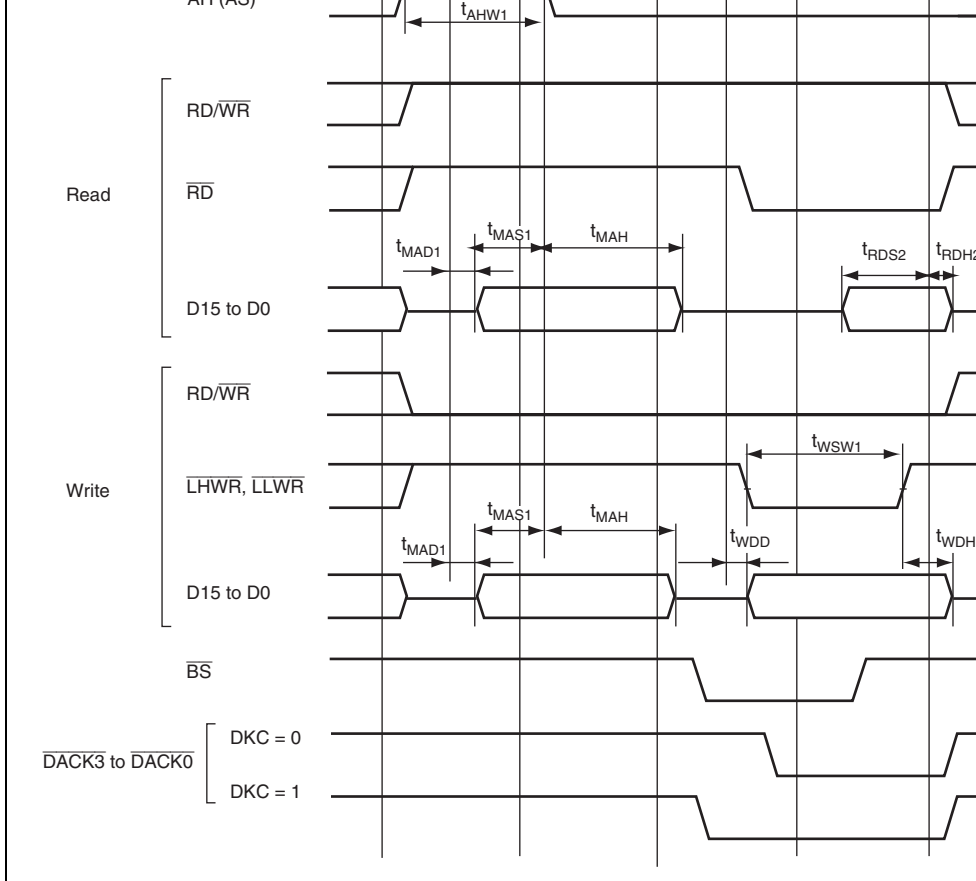 AH (AS)
tAHW1
RD/WR
Read
RD
tMAD1
tMAS1
tMAH
tRDS2
tRDH2
D15 to D0
RD/WR
tWSW1
Write
LHWR, LLWR
tMAD1
tMAS1
tMAH
tWDD
tWDH
D15 to D0
BS
DACK3 to DACK0
DKC = 0
DKC = 1